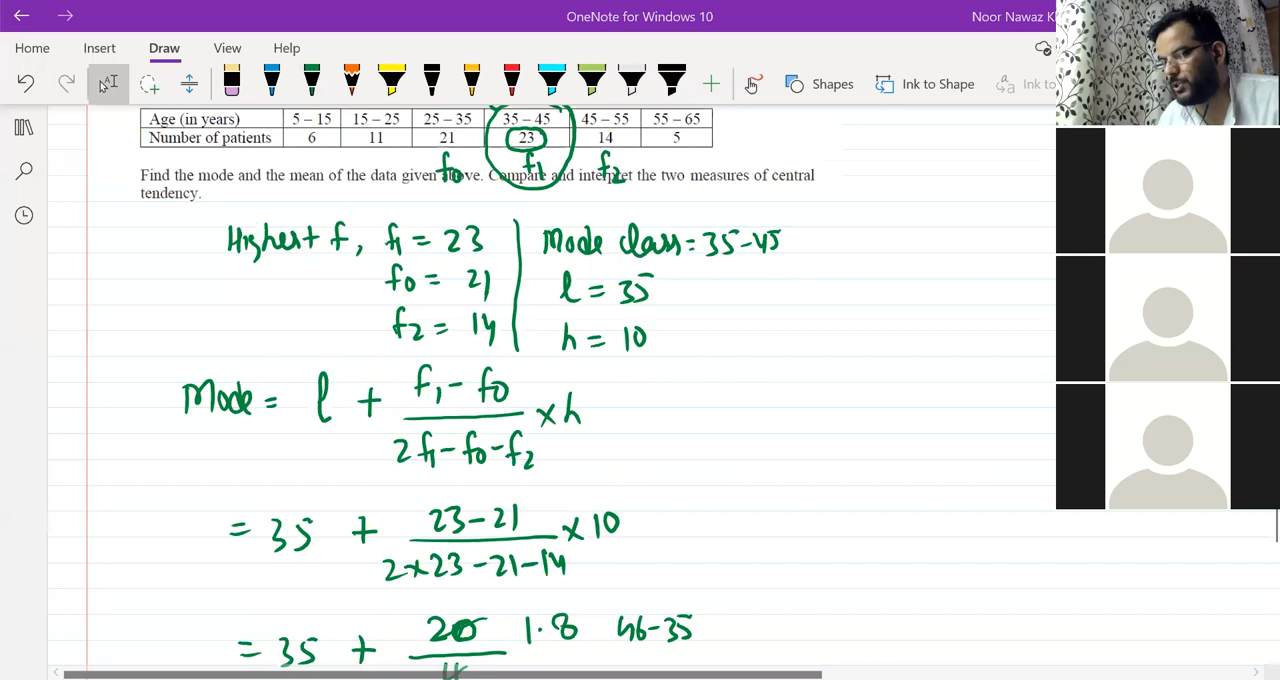 OneNote for Windows 10
Noor Nawaz K
Home Insert Draw View Help
Shapes Ink to Shape Ink to
Age (in years) 5 – 15 15 – 25 25 – 35 35 – 45 45 – 55 55 – 65
Number of patients 6 11 21 23 14 5
f0 f1 f2
Find the mode and the mean of the data given above. Compare and interpret the two measures of central
tendency.
Highest f, f1 = 23
f0 = 21
f2 = 14
Mode class = 35-45
l = 35
h = 10
Mode = l + f1 - f0 / 2f1 - f0 - f2 × h
= 35 + 23-21 / 2×23 - 21 - 14 × 10
= 35 + 20 1.8 46-35